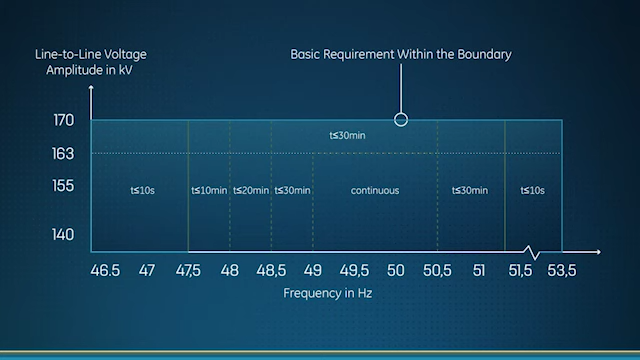 Line-to-Line Voltage
Amplitude in kV
Basic Requirement Within the Boundary
170
t≤30min
163
155
t≤10s
t≤10min
t≤20min
t≤30min
continuous
t≤30min
t≤10s
140
46.5 47 47,5 48 48,5 49 49,5 50 50,5 51 51,5 53,5
Frequency in Hz